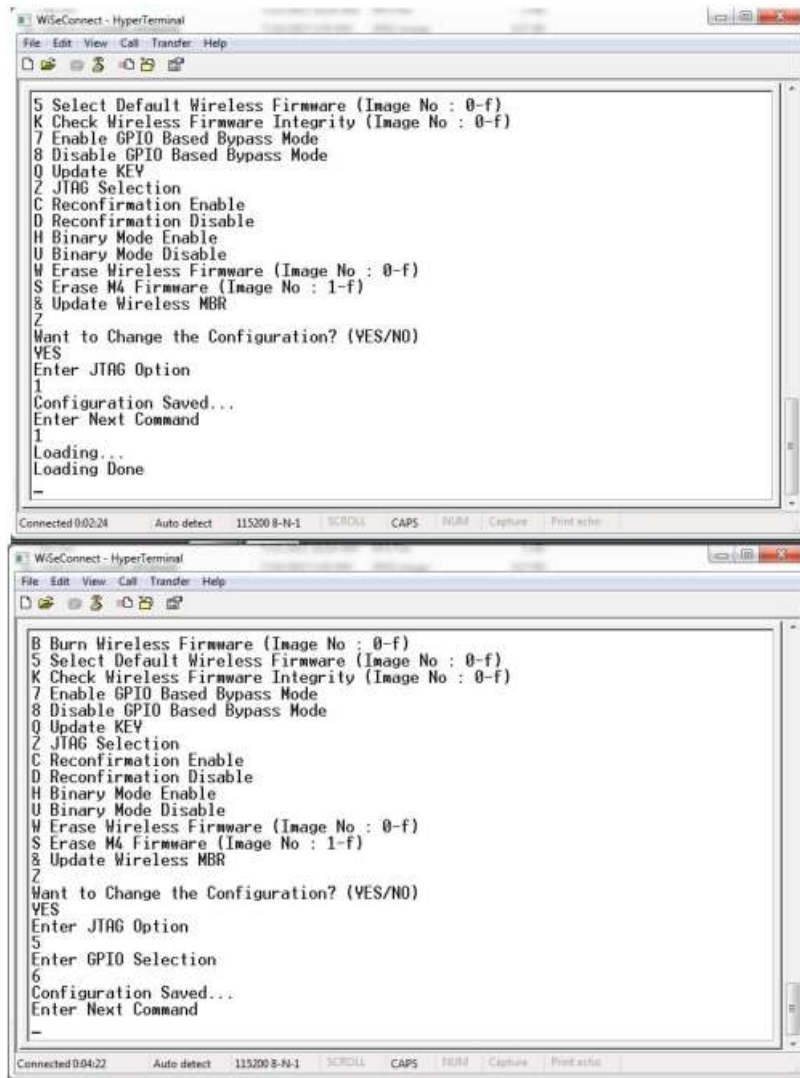 WiSeConnect - HyperTerminal
File Edit View Call Transfer Help
5 Select Default Wireless Firmware (Image No : 0-f)
K Check Wireless Firmware Integrity (Image No : 0-f)
7 Enable GPIO Based Bypass Mode
8 Disable GPIO Based Bypass Mode
Q Update KEY
Z JTAG Selection
C Reconfirmation Enable
D Reconfirmation Disable
H Binary Mode Enable
U Binary Mode Disable
W Erase Wireless Firmware (Image No : 0-f)
S Erase M4 Firmware (Image No : 1-f)
& Update Wireless MBR
Z
Want to Change the Configuration? (YES/NO)
YES
Enter JTAG Option
1
Configuration Saved...
Enter Next Command
1
Loading...
Loading Done
Connected 0:02:24 Auto detect 115200 8-N-1 SCROLL CAPS NUM Capture Print echo
WiSeConnect - HyperTerminal
File Edit View Call Transfer Help
B Burn Wireless Firmware (Image No : 0-f)
5 Select Default Wireless Firmware (Image No : 0-f)
K Check Wireless Firmware Integrity (Image No : 0-f)
7 Enable GPIO Based Bypass Mode
8 Disable GPIO Based Bypass Mode
Q Update KEY
Z JTAG Selection
C Reconfirmation Enable
D Reconfirmation Disable
H Binary Mode Enable
U Binary Mode Disable
W Erase Wireless Firmware (Image No : 0-f)
S Erase M4 Firmware (Image No : 1-f)
& Update Wireless MBR
Z
Want to Change the Configuration? (YES/NO)
YES
Enter JTAG Option
5
Enter GPIO Selection
6
Configuration Saved...
Enter Next Command
Connected 0:04:22 Auto detect 115200 8-N-1 SCROLL CAPS NUM Capture Print echo